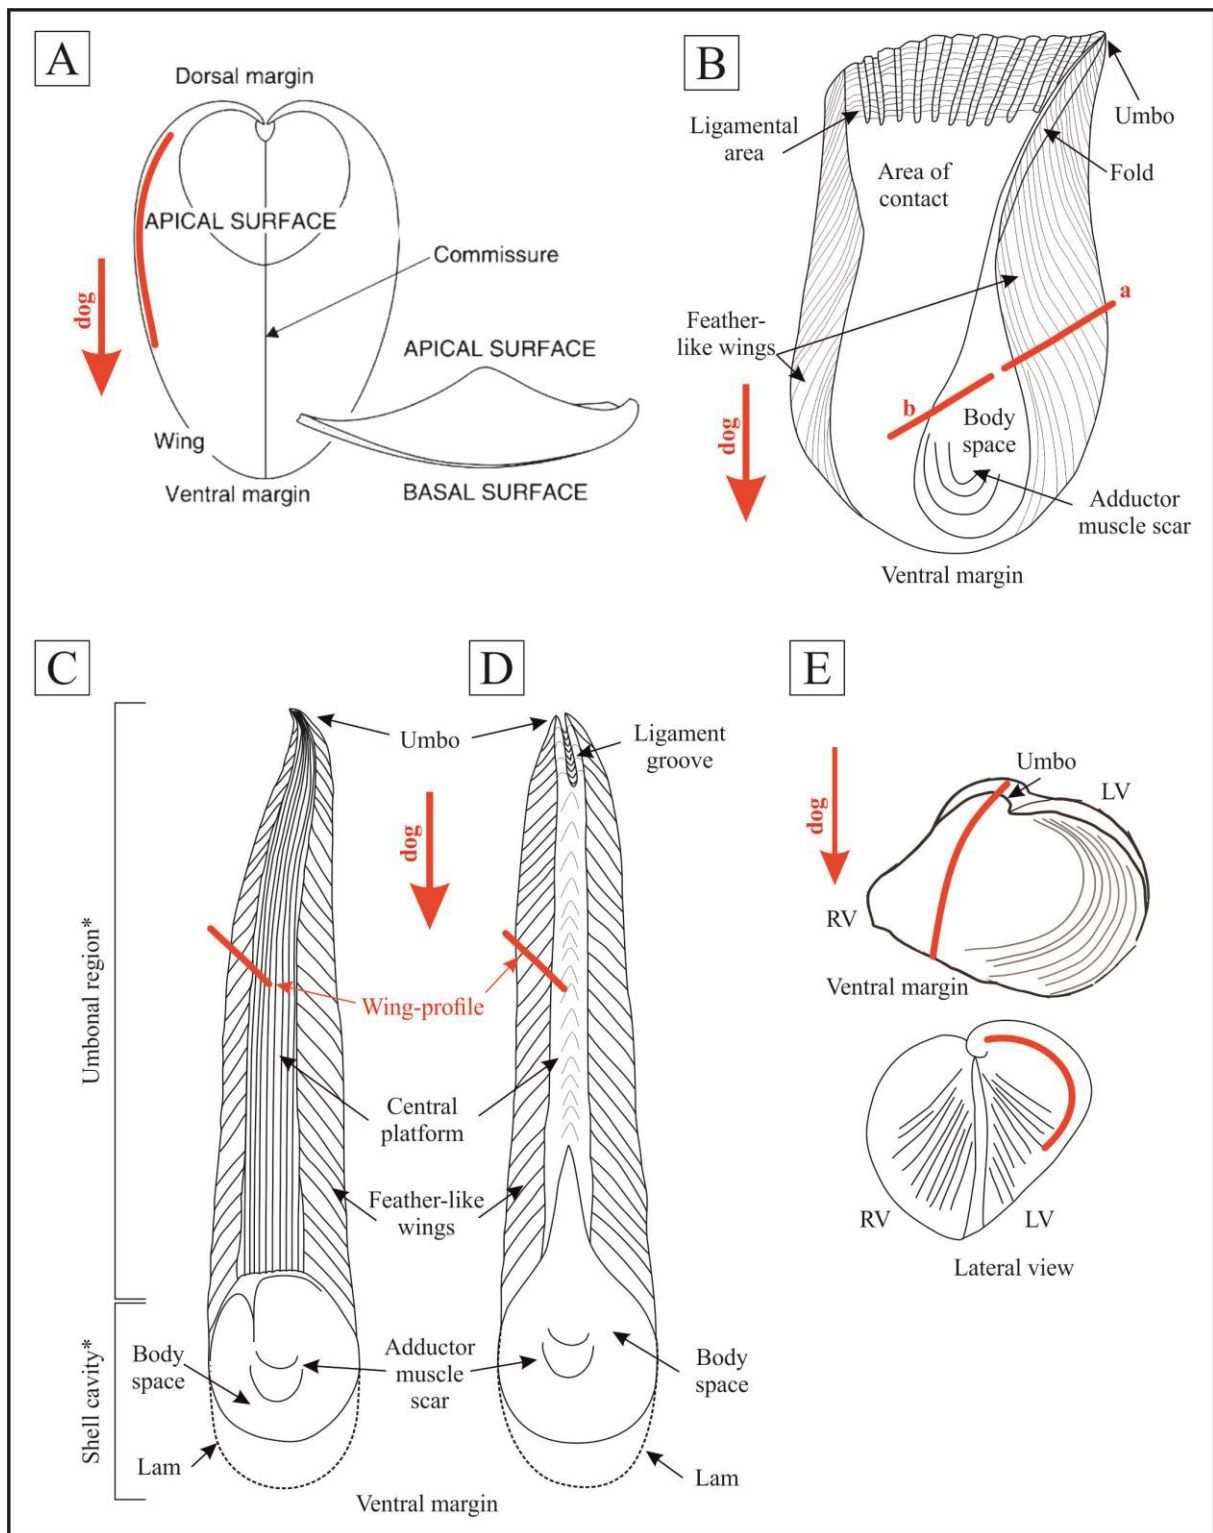 A
Dorsal margin
APICAL SURFACE
Commissure
dog
APICAL SURFACE
Wing
Ventral margin
BASAL SURFACE
B
Umbo
Ligamental
area
Fold
Area of
contact
a
Feather-
like wings
b
dog
Body
space
Adductor
muscle scar
Ventral margin
C
D
Umbo
Ligament
groove
dog
Umbonal region*
Wing-profile
Central
platform
Feather-like
wings
Shell cavity*
Body
space
Adductor
muscle
scar
Body
space
Lam
Lam
Ventral margin
E
dog
Umbo
LV
RV
Ventral margin
RV
LV
Lateral view